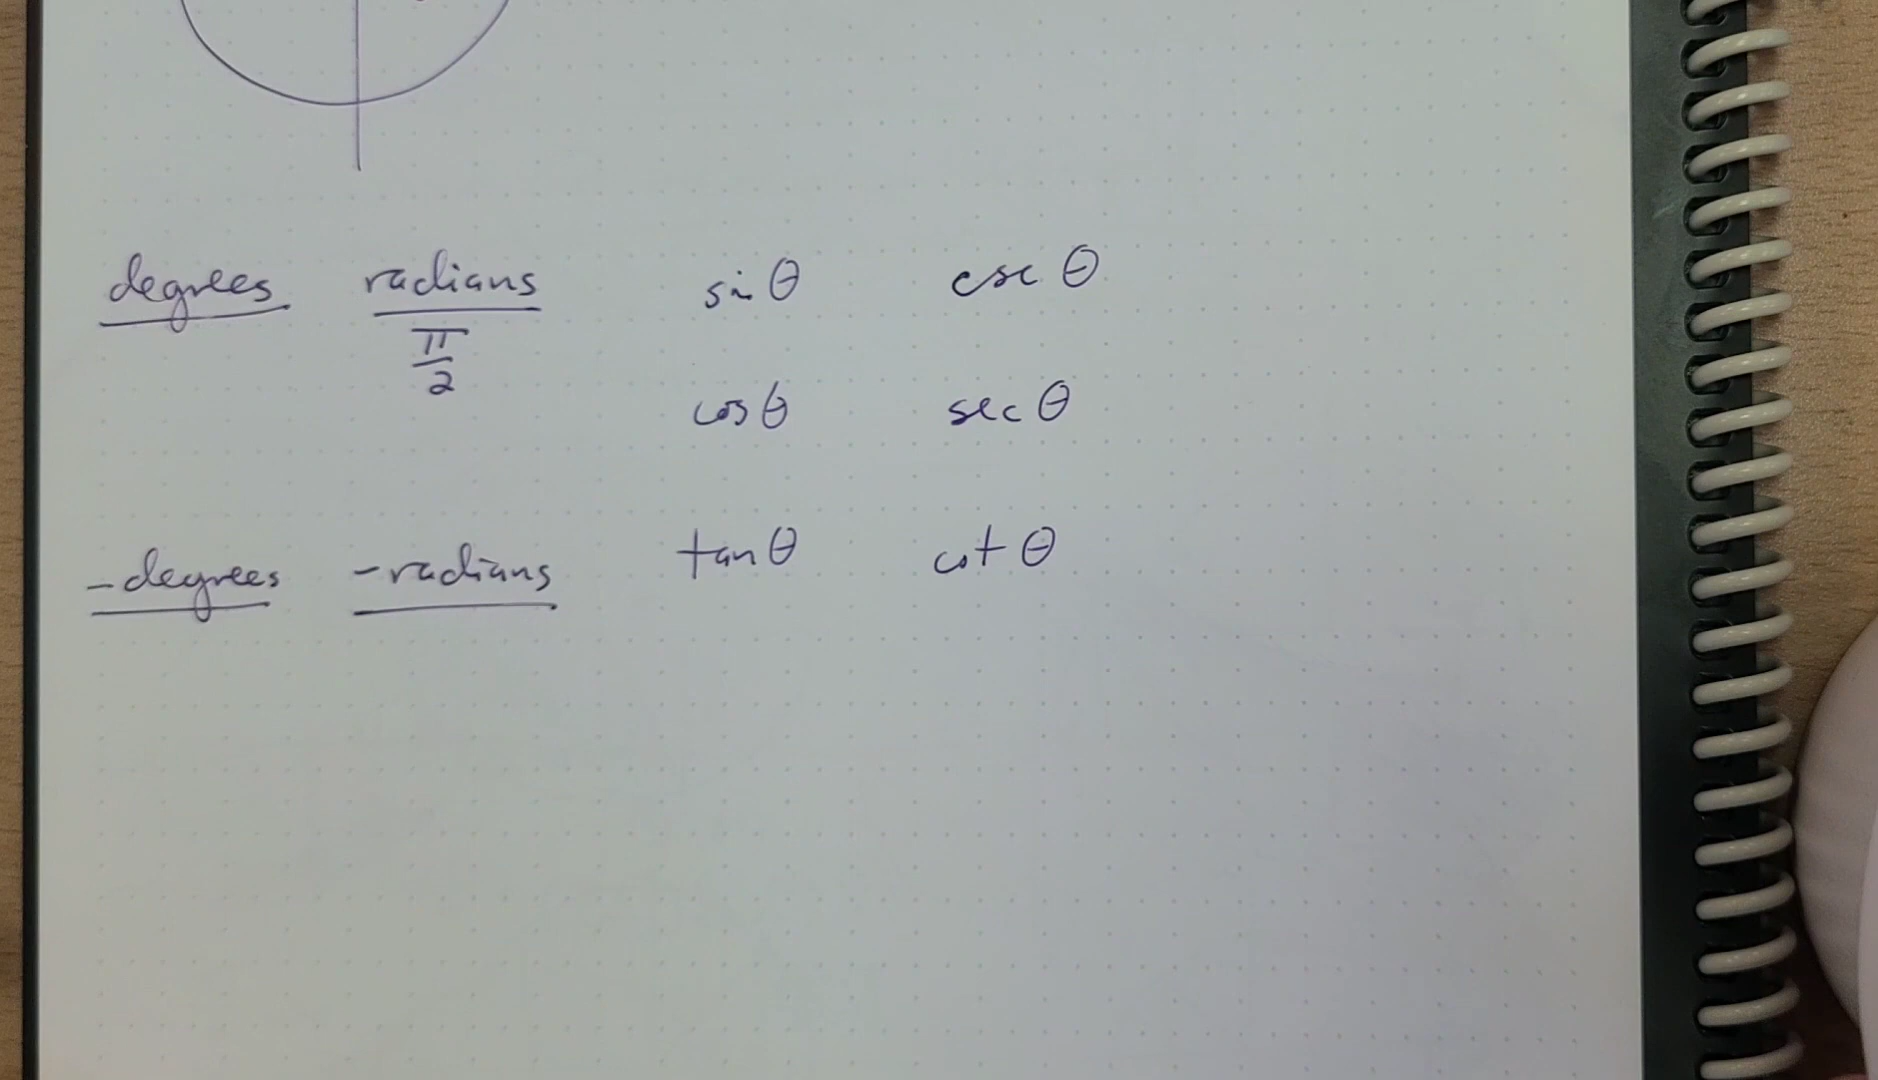 degrees radians sin θ csc θ
π/2
cos θ sec θ
-degrees -radians tan θ cot θ